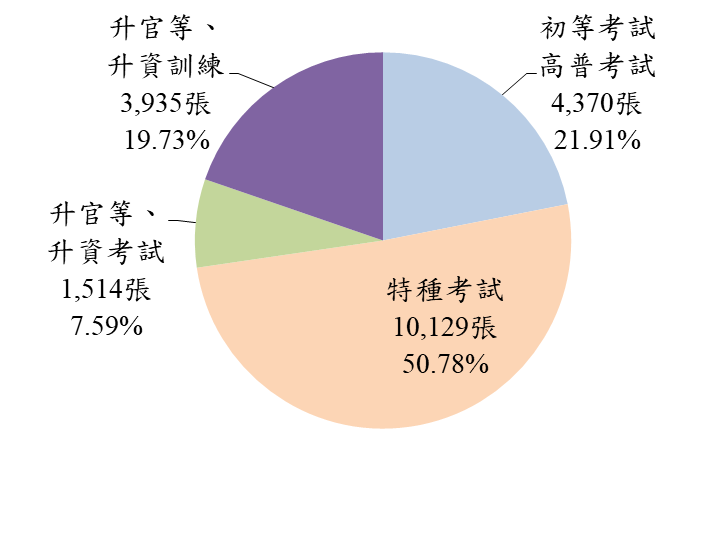 升官等、
升資訓練
3,935張
19.73%
初等考試
高普考試
4,370張
21.91%
升官等、
升資考試
1,514張
7.59%
特種考試
10,129張
50.78%